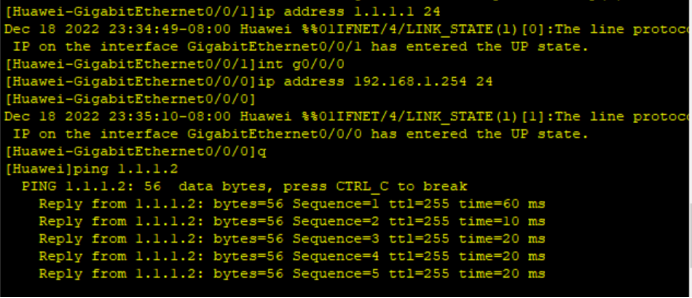 [Huawei-GigabitEthernet0/0/1]ip address 1.1.1.1 24
Dec 18 2022 23:34:49-08:00 Huawei %%01IFNET/4/LINK_STATE(l)[0]:The line protoco
IP on the interface GigabitEthernet0/0/1 has entered the UP state.
[Huawei-GigabitEthernet0/0/1]int g0/0/0
[Huawei-GigabitEthernet0/0/0]ip address 192.168.1.254 24
[Huawei-GigabitEthernet0/0/0]
Dec 18 2022 23:35:10-08:00 Huawei %%01IFNET/4/LINK_STATE(l)[1]:The line protoco
IP on the interface GigabitEthernet0/0/0 has entered the UP state.
[Huawei-GigabitEthernet0/0/0]q
[Huawei]ping 1.1.1.2
PING 1.1.1.2: 56  data bytes, press CTRL_C to break
Reply from 1.1.1.2: bytes=56 Sequence=1 ttl=255 time=60 ms
Reply from 1.1.1.2: bytes=56 Sequence=2 ttl=255 time=10 ms
Reply from 1.1.1.2: bytes=56 Sequence=3 ttl=255 time=20 ms
Reply from 1.1.1.2: bytes=56 Sequence=4 ttl=255 time=20 ms
Reply from 1.1.1.2: bytes=56 Sequence=5 ttl=255 time=20 ms